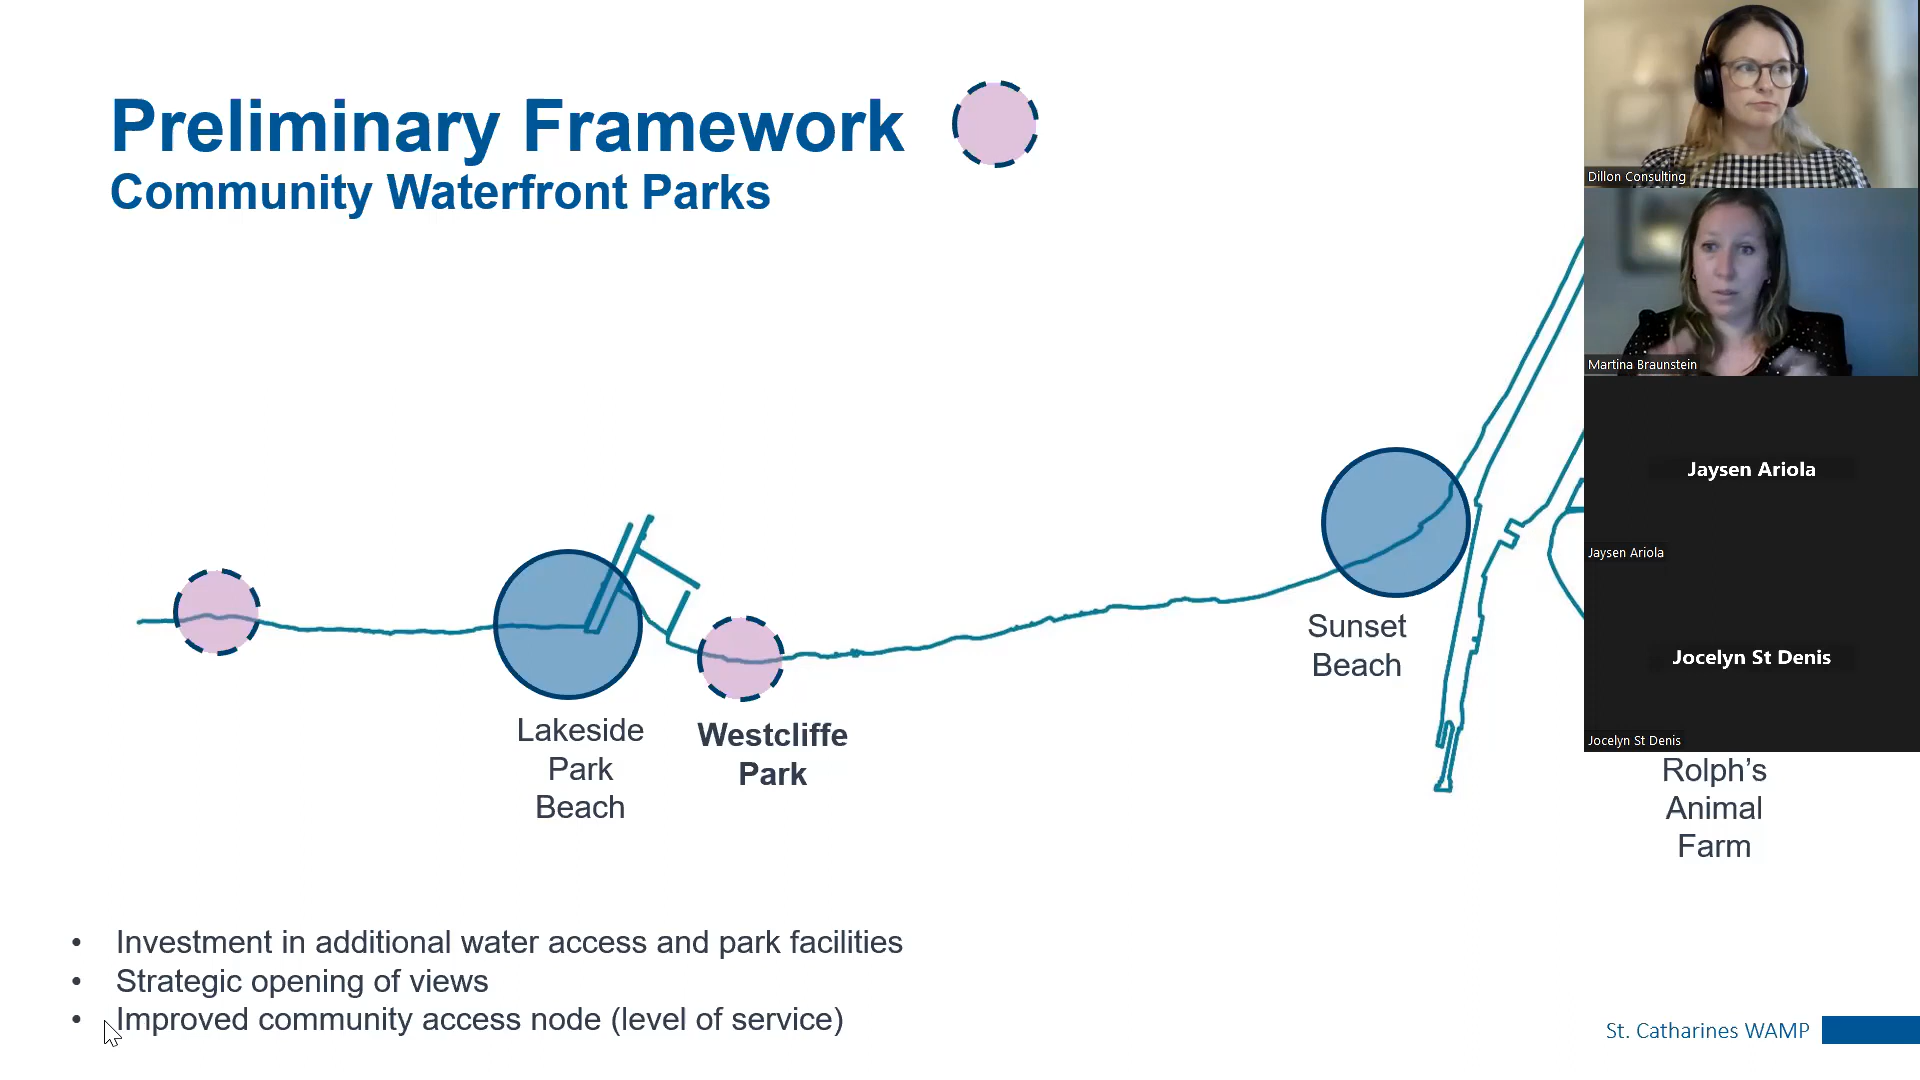 Preliminary Framework
Community Waterfront Parks
Dillon Consulting
Martina Braunstein
Jaysen Ariola
Jaysen Ariola
Jocelyn St Denis
Jocelyn St Denis
Sunset
Beach
Lakeside
Park
Beach
Westcliffe
Park
Rolph's
Animal
Farm
• Investment in additional water access and park facilities
• Strategic opening of views
• Improved community access node (level of service)
St. Catharines WAMP